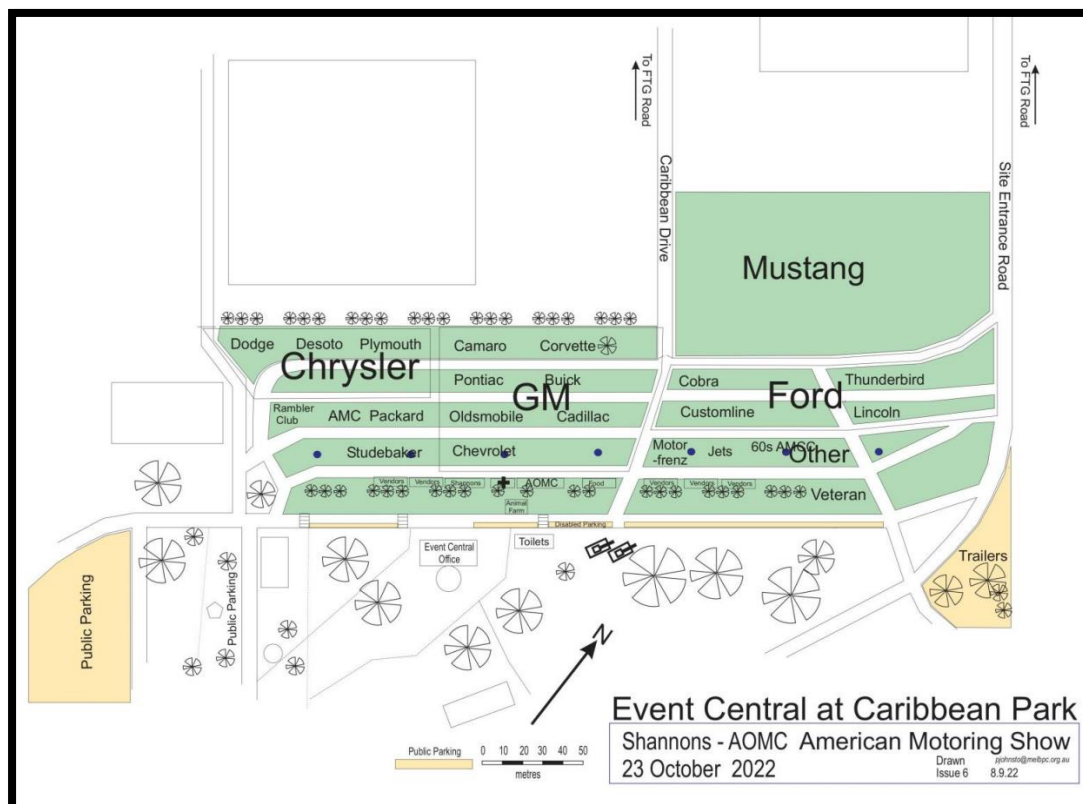 To FTG Road
To FTG Road
Caribbean Drive
Site Entrance Road
Mustang
Dodge Desoto Plymouth Camaro Corvette
Chrysler
Pontiac Buick
GM
Cobra
Ford
Thunderbird
Rambler
Club
AMC Packard Oldsmobile Cadillac
Customline
Lincoln
Studebaker Chevrolet
Motor
-frenz
Jets
60s AMCC
Other
Vendors
Vendors
Shannons
AOMC
Food
Vendors
Vendors
Vendors
Veteran
Animal
Farm
Disabled Parking
Event Central
Office
Toilets
Trailers
Public Parking
Public Parking
N
Event Central at Caribbean Park
Shannons - AOMC American Motoring Show
23 October 2022
Drawn pjohnsto@melbpc.org.au
Issue 6 8.9.22
Public Parking
0 10 20 30 40 50
metres